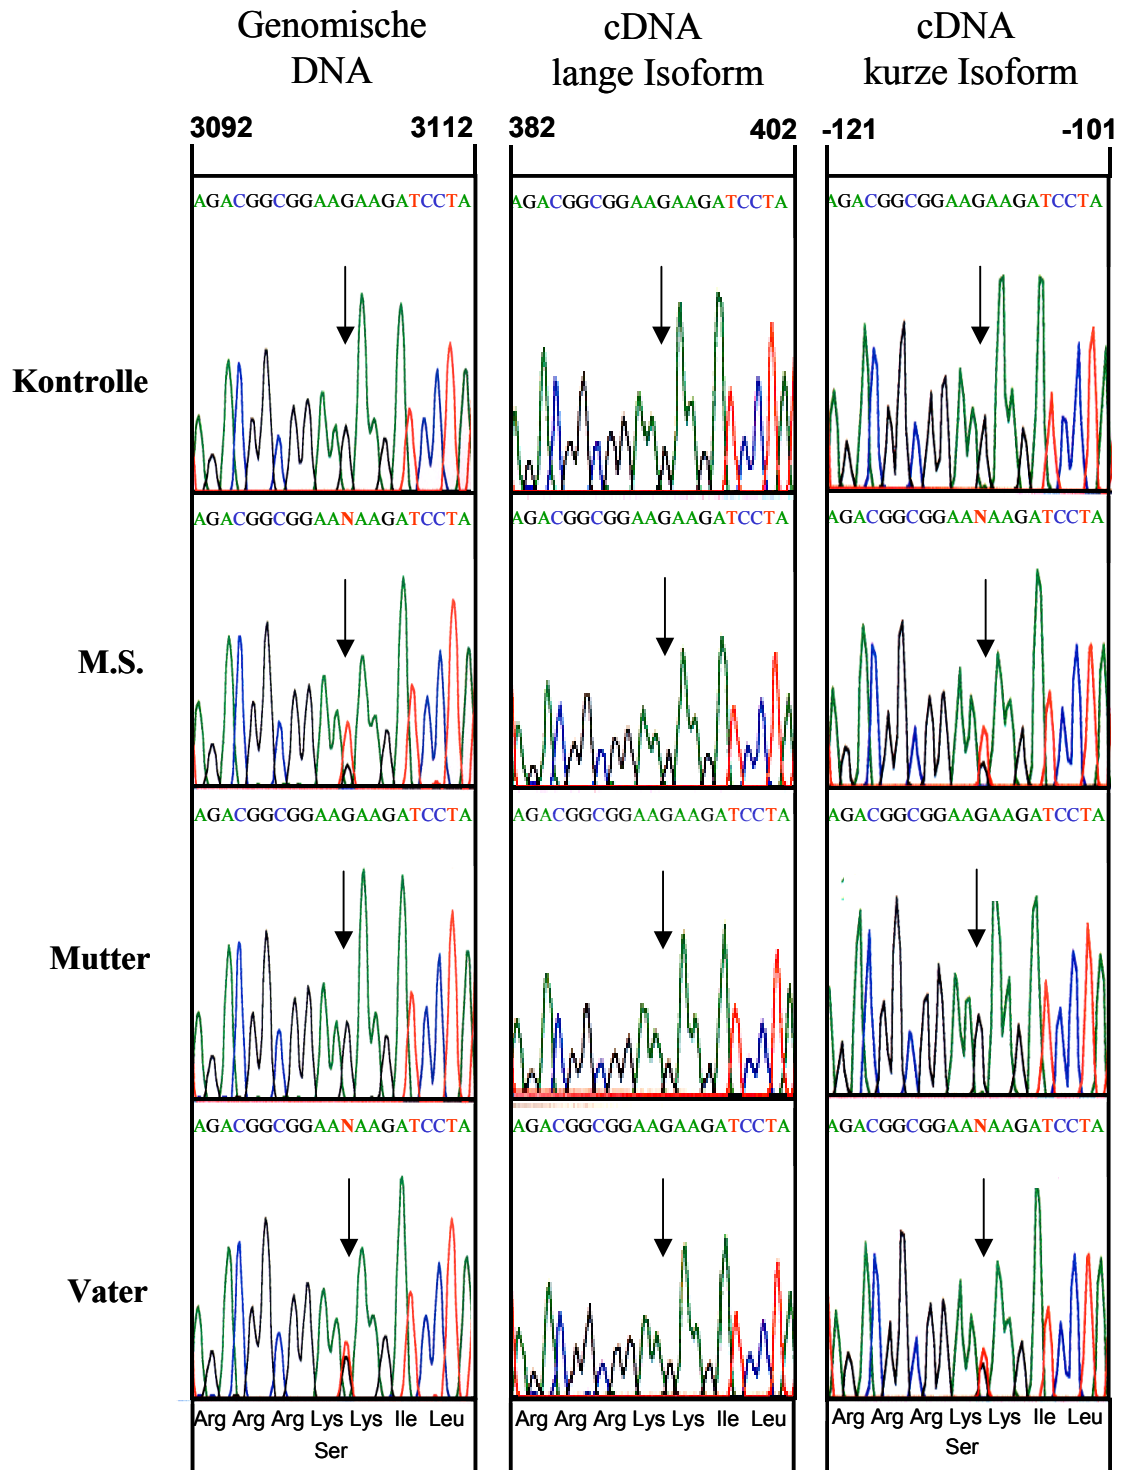 Genomische DNA
cDNA lange Isoform
cDNA kurze Isoform
3092 3112
382 402
-121 -101
Kontrolle
AGACGGCGGAAGAAGATCCTA
AGACGGCGGAAGAAGATCCTA
AGACGGCGGAAGAAGATCCTA
M.S.
AGACGGCGGAANAAGATCCTA
AGACGGCGGAAGAAGATCCTA
AGACGGCGGAANAAGATCCTA
Mutter
AGACGGCGGAAGAAGATCCTA
AGACGGCGGAAGAAGATCCTA
AGACGGCGGAAGAAGATCCTA
Vater
AGACGGCGGAANAAGATCCTA
AGACGGCGGAAGAAGATCCTA
AGACGGCGGAANAAGATCCTA
Arg Arg Arg Lys Lys Ile Leu
Ser
Arg Arg Arg Lys Lys Ile Leu
Arg Arg Arg Lys Lys Ile Leu
Ser